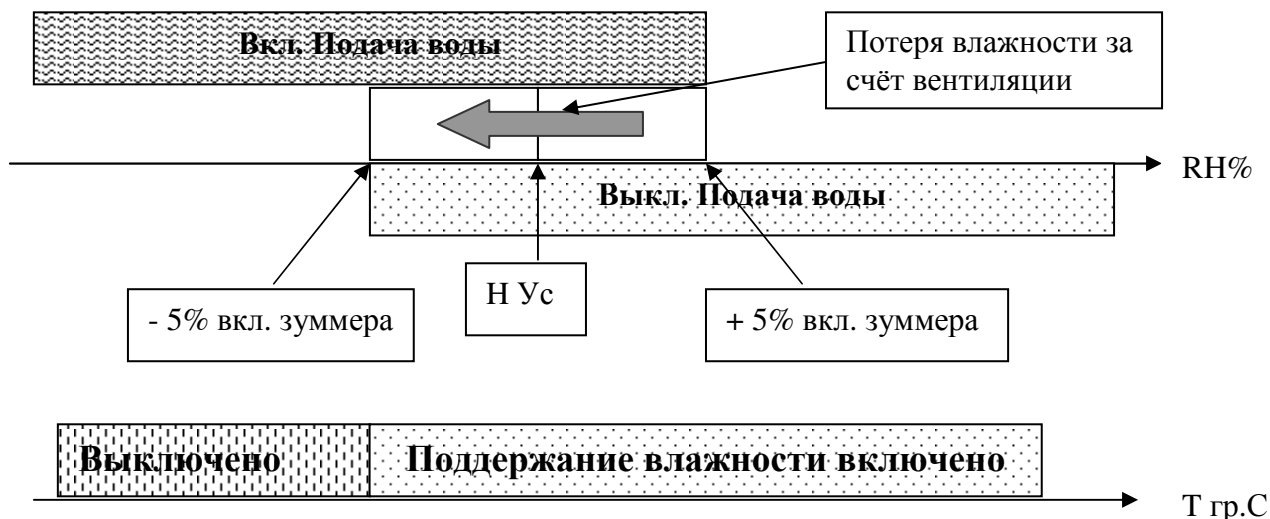 Вкл. Подача воды
Потеря влажности за
счёт вентиляции
RH%
Выкл. Подача воды
- 5% вкл. зуммера
Н Ус
+ 5% вкл. зуммера
Выключено
Поддержание влажности включено
Т гр.С